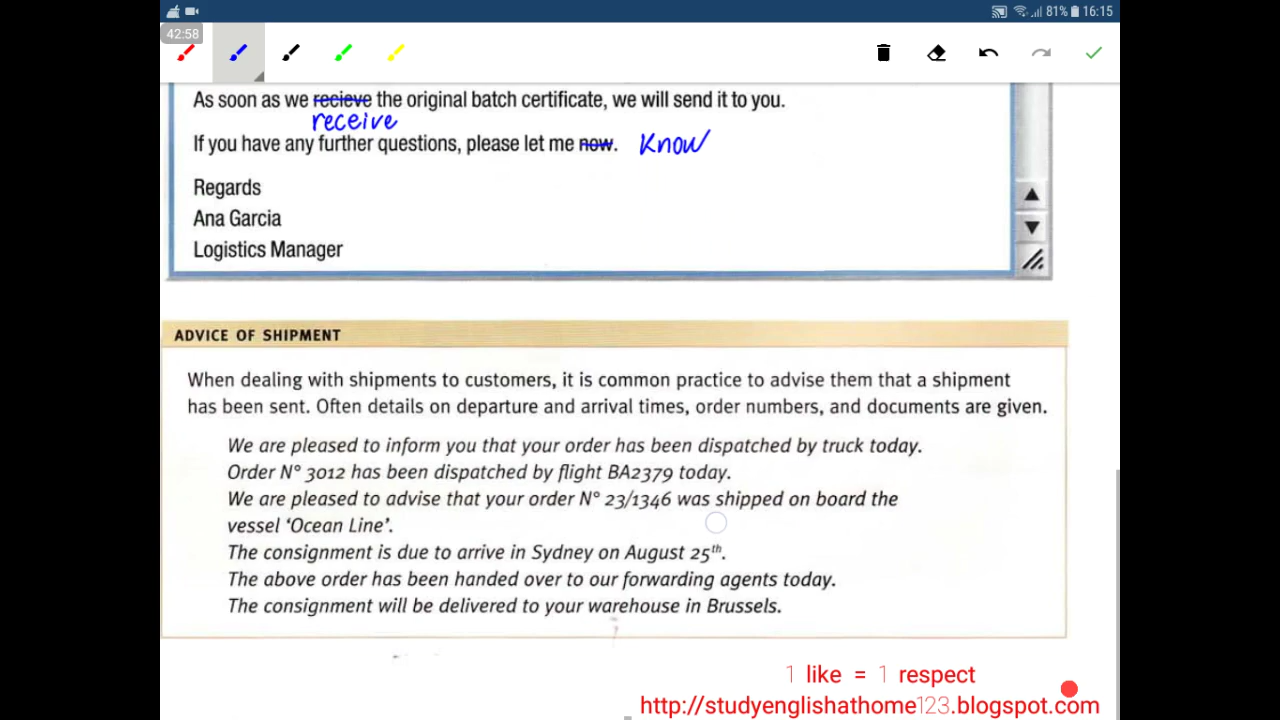 81% 16:15
42:58
As soon as we recieve the original batch certificate, we will send it to you.
receive
If you have any further questions, please let me now. Know
Regards
Ana Garcia
Logistics Manager
ADVICE OF SHIPMENT
When dealing with shipments to customers, it is common practice to advise them that a shipment
has been sent. Often details on departure and arrival times, order numbers, and documents are given.
We are pleased to inform you that your order has been dispatched by truck today.
Order N° 3012 has been dispatched by flight BA2379 today.
We are pleased to advise that your order N° 23/1346 was shipped on board the
vessel ‘Ocean Line’.
The consignment is due to arrive in Sydney on August 25th.
The above order has been handed over to our forwarding agents today.
The consignment will be delivered to your warehouse in Brussels.
1 like = 1 respect
http://studyenglishathome123.blogspot.com